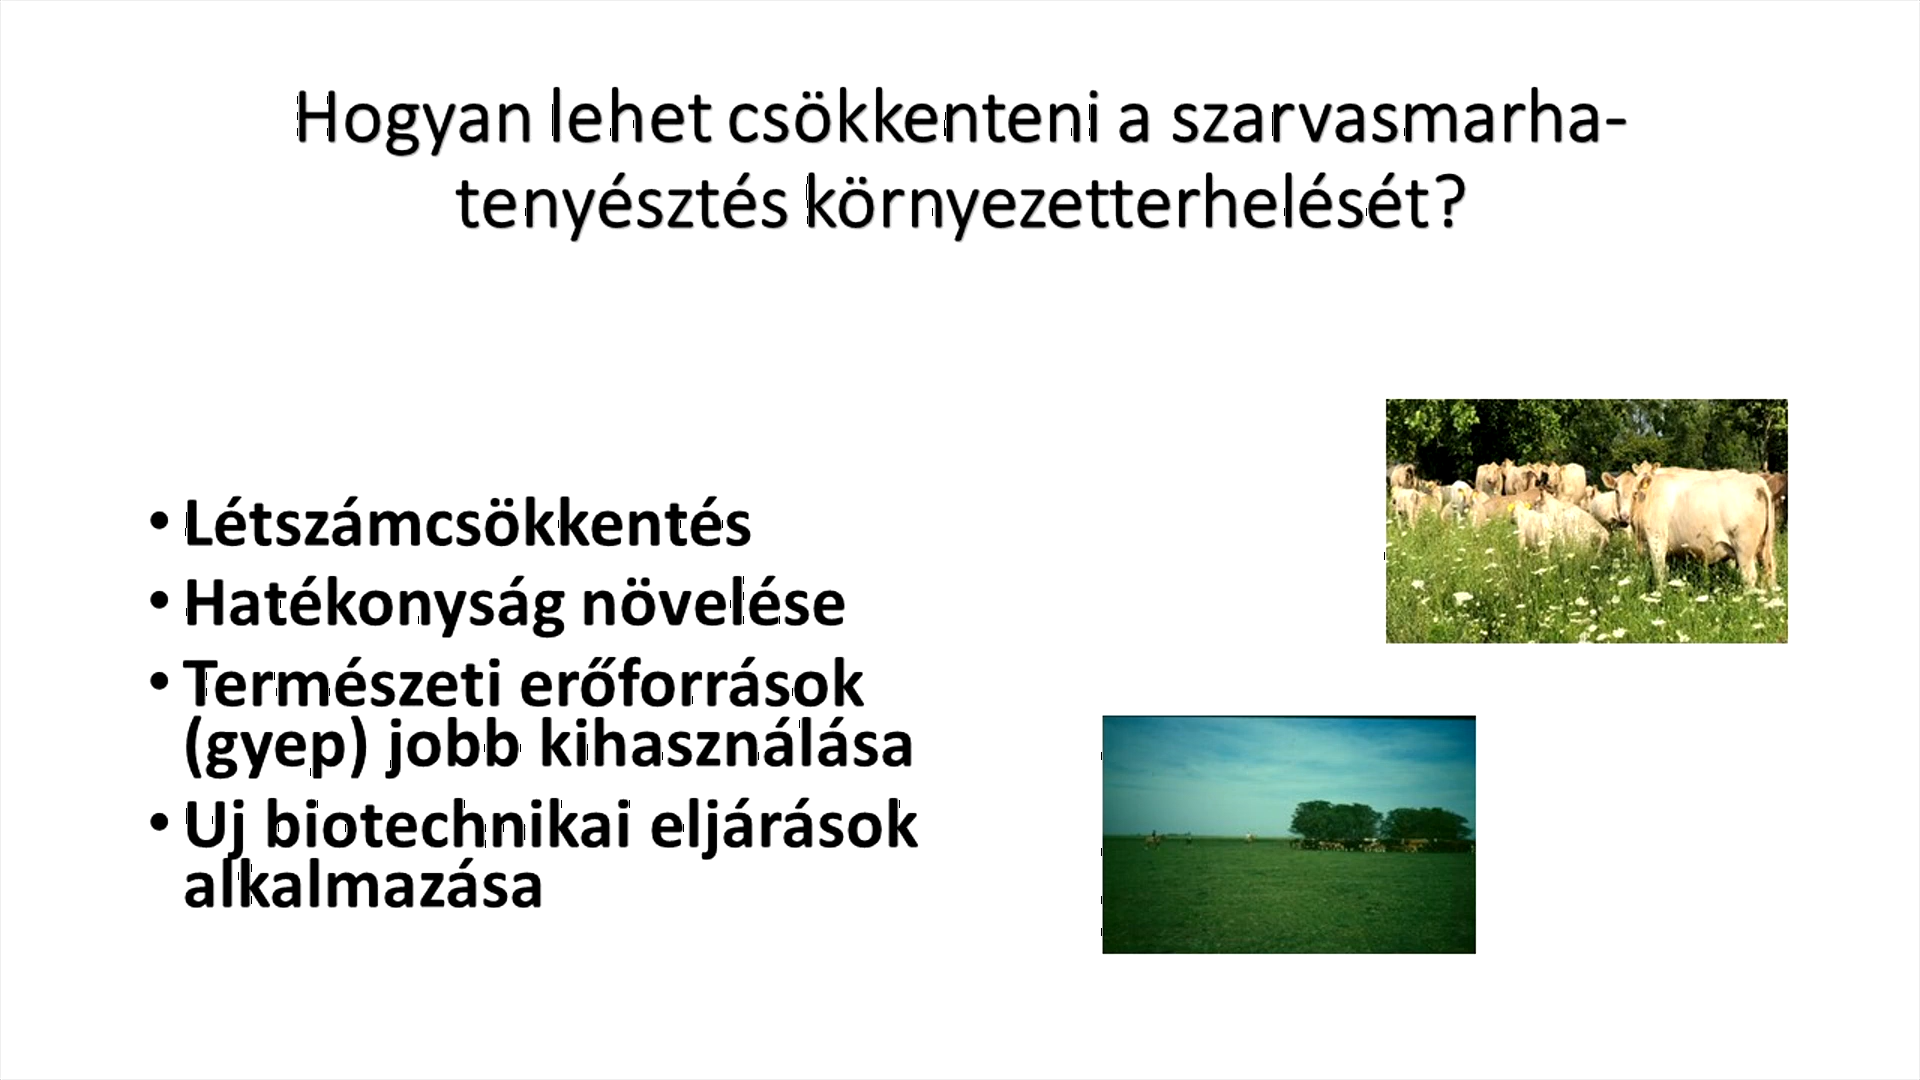 Hogyan lehet csökkenteni a szarvasmarha-
tenyésztés környezetterhelését?
• Létszámcsökkentés
• Hatékonyság növelése
• Természeti erőforrások
(gyep) jobb kihasználása
• Uj biotechnikai eljárások
alkalmazása